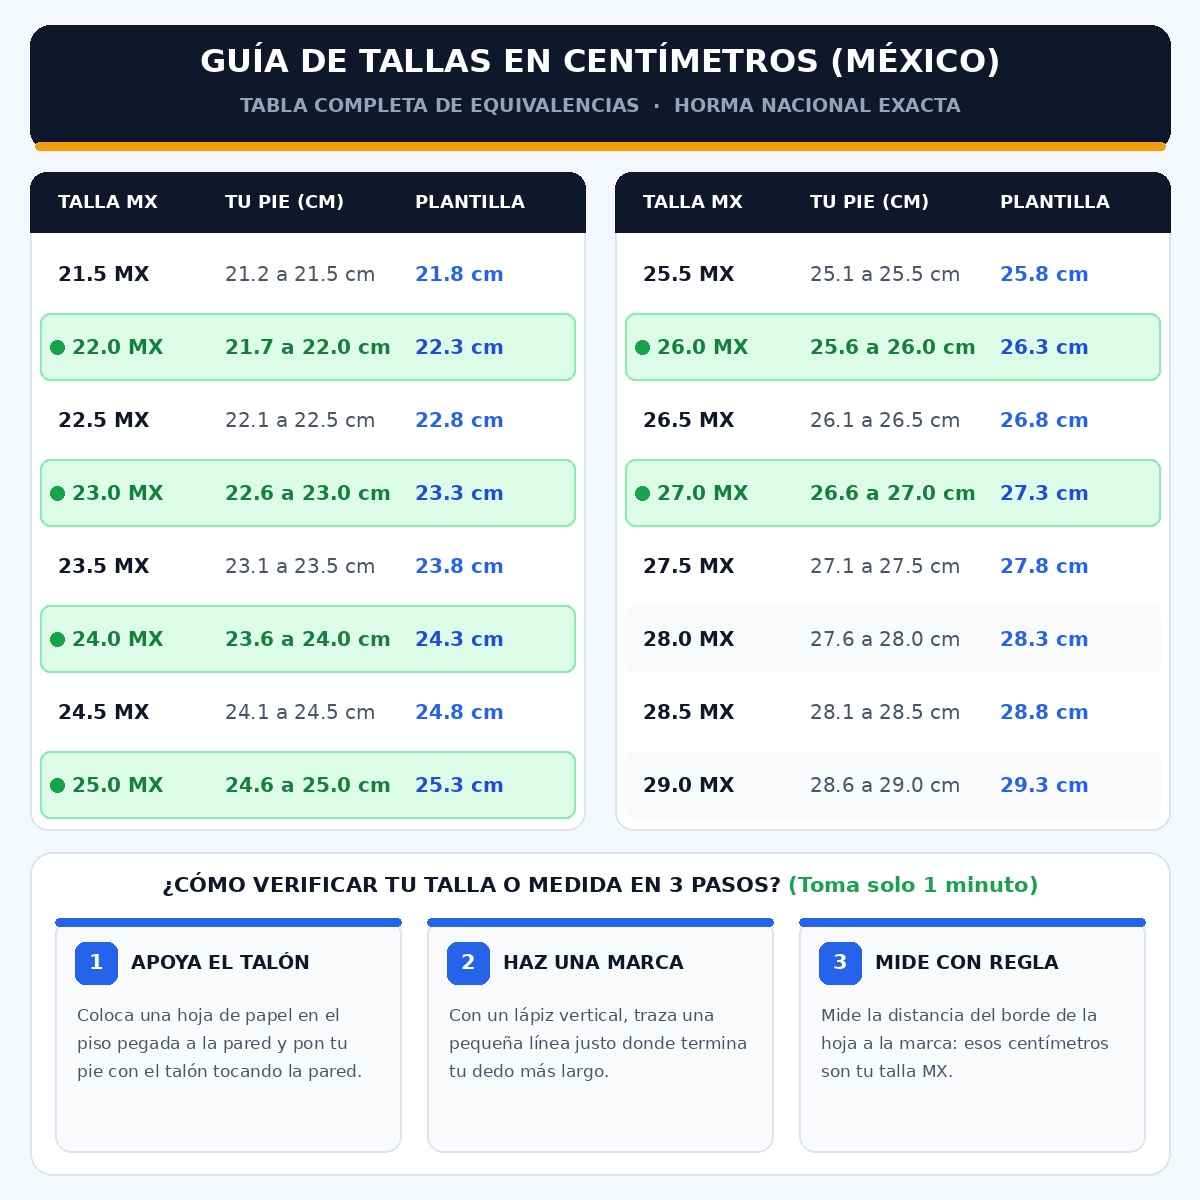 GUÍA DE TALLAS EN CENTÍMETROS (MÉXICO)
TABLA COMPLETA DE EQUIVALENCIAS · HORMA NACIONAL EXACTA
TALLA MX TU PIE (CM) PLANTILLA
21.5 MX 21.2 a 21.5 cm 21.8 cm
22.0 MX 21.7 a 22.0 cm 22.3 cm
22.5 MX 22.1 a 22.5 cm 22.8 cm
23.0 MX 22.6 a 23.0 cm 23.3 cm
23.5 MX 23.1 a 23.5 cm 23.8 cm
24.0 MX 23.6 a 24.0 cm 24.3 cm
24.5 MX 24.1 a 24.5 cm 24.8 cm
25.0 MX 24.6 a 25.0 cm 25.3 cm
TALLA MX TU PIE (CM) PLANTILLA
25.5 MX 25.1 a 25.5 cm 25.8 cm
26.0 MX 25.6 a 26.0 cm 26.3 cm
26.5 MX 26.1 a 26.5 cm 26.8 cm
27.0 MX 26.6 a 27.0 cm 27.3 cm
27.5 MX 27.1 a 27.5 cm 27.8 cm
28.0 MX 27.6 a 28.0 cm 28.3 cm
28.5 MX 28.1 a 28.5 cm 28.8 cm
29.0 MX 28.6 a 29.0 cm 29.3 cm
¿CÓMO VERIFICAR TU TALLA O MEDIDA EN 3 PASOS? (Toma solo 1 minuto)
1 APOYA EL TALÓN
Coloca una hoja de papel en el
piso pegada a la pared y pon tu
pie con el talón tocando la pared.
2 HAZ UNA MARCA
Con un lápiz vertical, traza una
pequeña línea justo donde termina
tu dedo más largo.
3 MIDE CON REGLA
Mide la distancia del borde de la
hoja a la marca: esos centímetros
son tu talla MX.